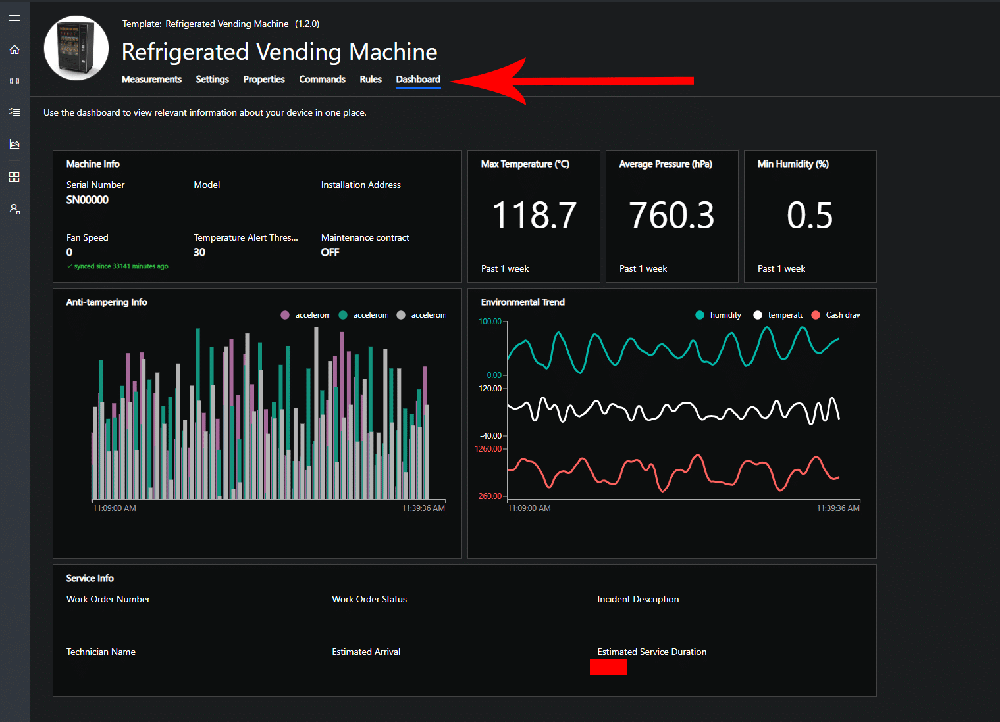 Template: Refrigerated Vending Machine (1.2.0)
Refrigerated Vending Machine
Measurements Settings Properties Commands Rules Dashboard
Use the dashboard to view relevant information about your device in one place.
Machine Info
Serial Number Model Installation Address
SN00000
Fan Speed Temperature Alert Thres... Maintenance contract
0 30 OFF
synced since 33141 minutes ago
Max Temperature (°C)
118.7
Past 1 week
Average Pressure (hPa)
760.3
Past 1 week
Min Humidity (%)
0.5
Past 1 week
Anti-tampering Info
accelerom accelerom accelerom
11:09:00 AM 11:39:36 AM
Environmental Trend
humidity temperatu Cash draw
100.00
0.00
120.00
-40.00
1260.00
260.00
11:09:00 AM 11:39:36 AM
Service Info
Work Order Number Work Order Status Incident Description
Technician Name Estimated Arrival Estimated Service Duration